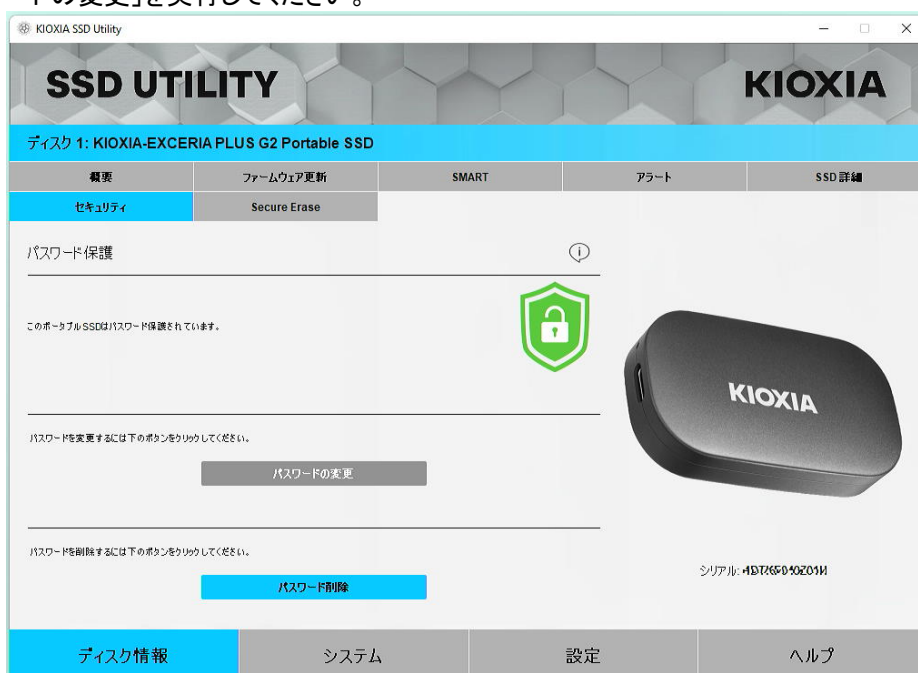 ドの変更」を実行してください。
KIOXIA SSD Utility
SSD UTILITY
KIOXIA
ディスク 1: KIOXIA-EXCERIA PLUS G2 Portable SSD
概要 ファームウェア更新 SMART アラート SSD 詳細
セキュリティ Secure Erase
パスワード保護
このポータブルSSDはパスワード保護されています。
KIOXIA
パスワードを変更するには下のボタンをクリックしてください。
パスワードの変更
パスワードを削除するには下のボタンをクリックしてください。
パスワード削除
シリアル:
ディスク情報 システム 設定 ヘルプ